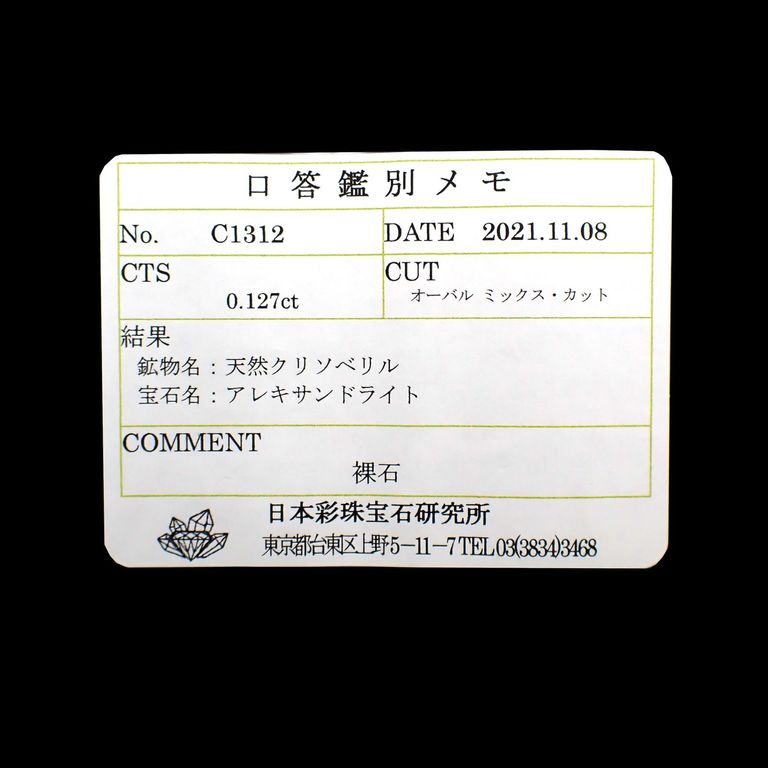 口答鑑別メモ
No. C1312 DATE 2021.11.08
CTS CUT
0.127ct オーバル ミックス・カット
結果
鉱物名：天然クリソベリル
宝石名：アレキサンドライト
COMMENT
裸石
日本彩珠宝石研究所
東京都台東区上野5-11-7 TEL 03(3834)3468